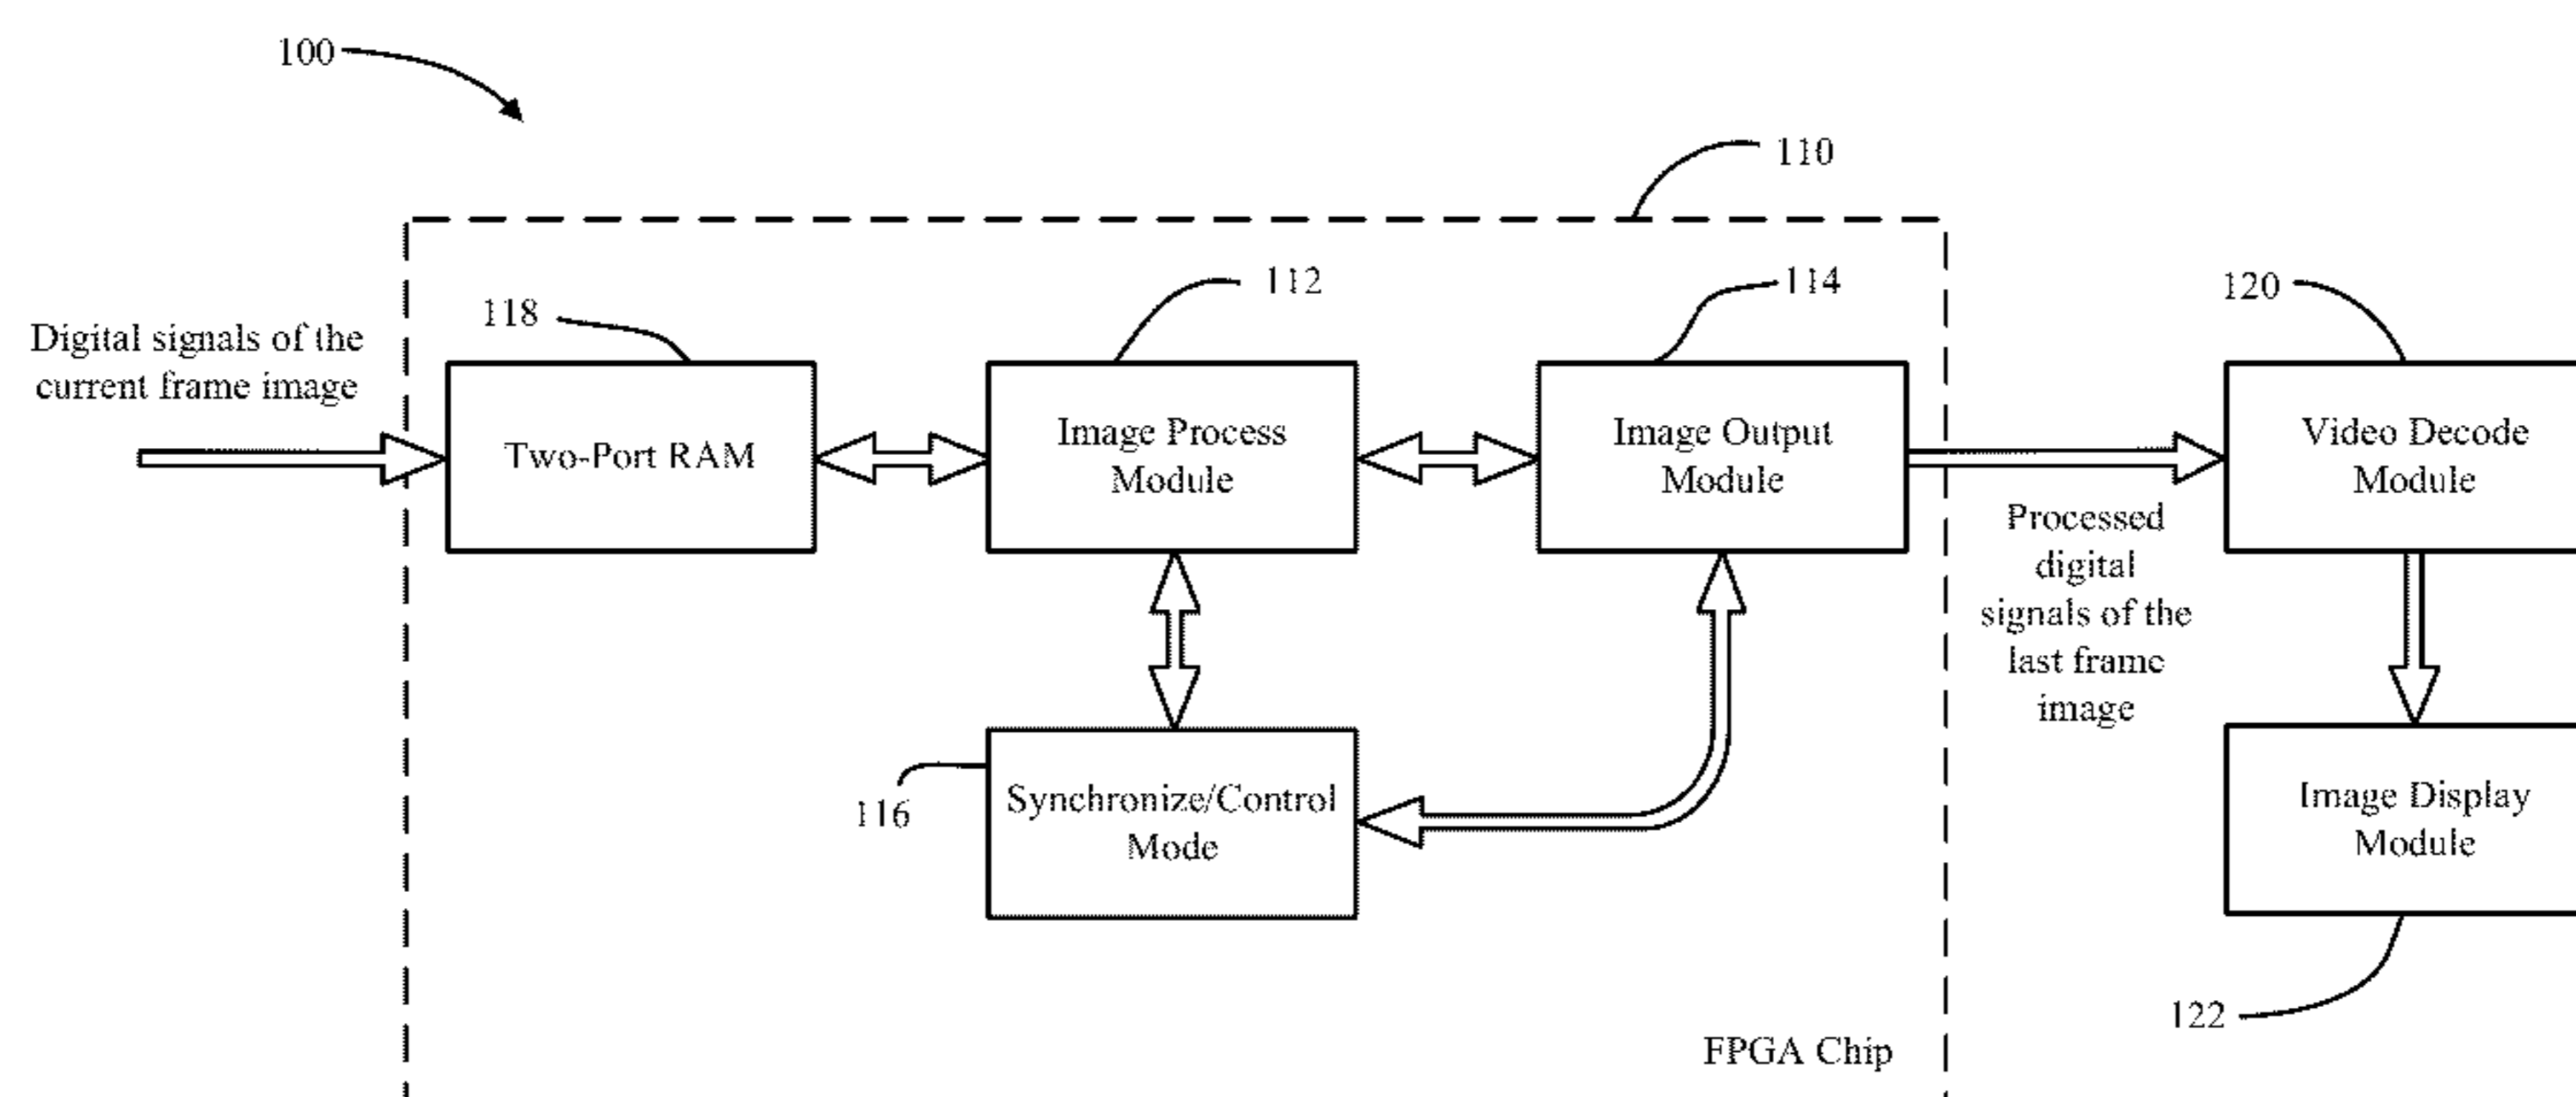 100
110
112
114
120
118
Digital signals of the
current frame image
Two-Port RAM
Image Process
Module
Image Output
Module
Video Decode
Module
Processed
digital
signals of the
last frame
image
116
Synchronize/Control
Mode
Image Display
Module
122
FPGA Chip